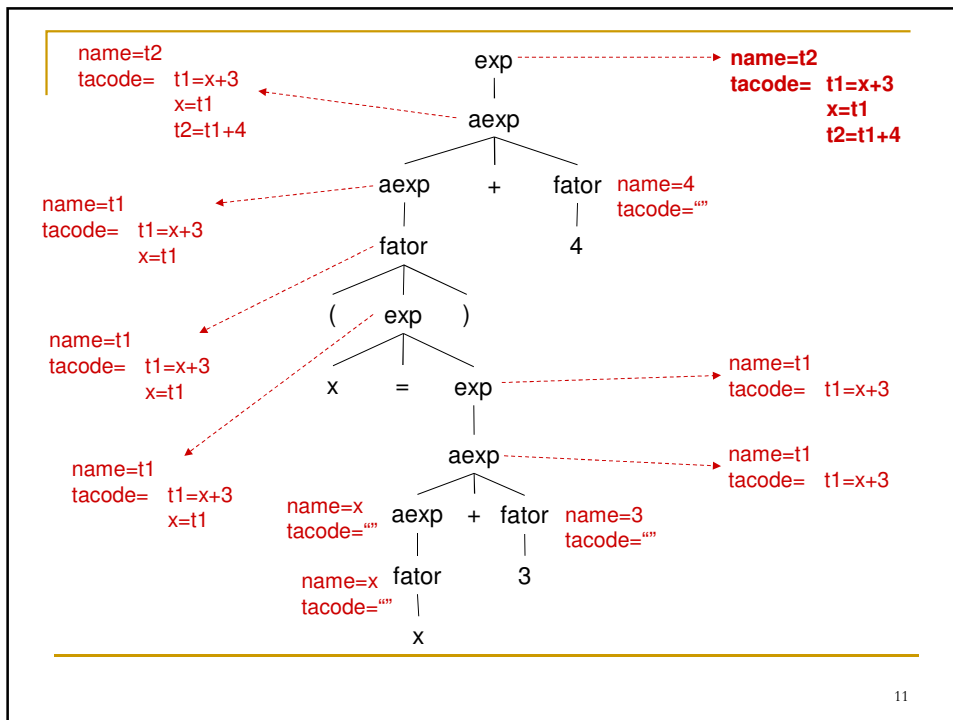 name=t2
tacode= t1=x+3
x=t1
t2=t1+4
exp
name=t2
tacode= t1=x+3
x=t1
t2=t1+4
aexp
name=t1
tacode= t1=x+3
x=t1
aexp + fator
name=4
tacode=“”
fator 4
name=t1
tacode= t1=x+3
x=t1
( exp )
x = exp
name=t1
tacode= t1=x+3
name=t1
tacode= t1=x+3
x=t1
aexp
name=t1
tacode= t1=x+3
name=x
tacode=“”
aexp + fator
name=3
tacode=“”
name=x
tacode=“”
fator 3
x
11